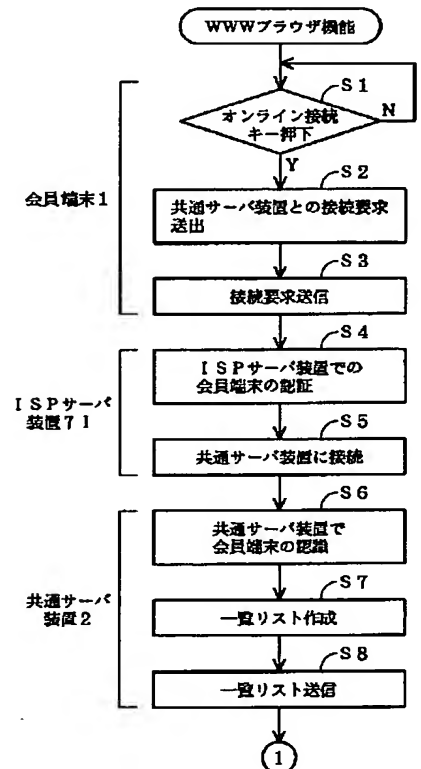 WWWブラウザ機能
S1
オンライン接続
キー押下
N
Y
会員端末1
S2
共通サーバ装置との接続要求
送出
S3
接続要求送信
S4
ISPサーバ装置での
会員端末の認証
ISPサーバ
装置71
S5
共通サーバ装置に接続
S6
共通サーバ装置で
会員端末の認識
共通サーバ
装置2
S7
一覧リスト作成
S8
一覧リスト送信
1